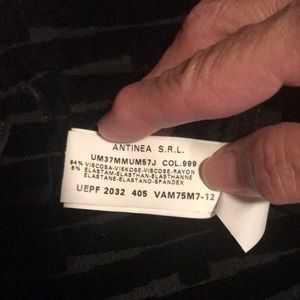 ANTINEA S.R.L.
UM37MMUM57J COL.999
94% VISCOSA-VISKOSE-VISCOSE-RAYON
6% ELASTAM-ELASTHAN-ELASTHANNE
ELASTANE-ELASTANO-SPANDEX
UEPF 2032 405 VAM75M7-12